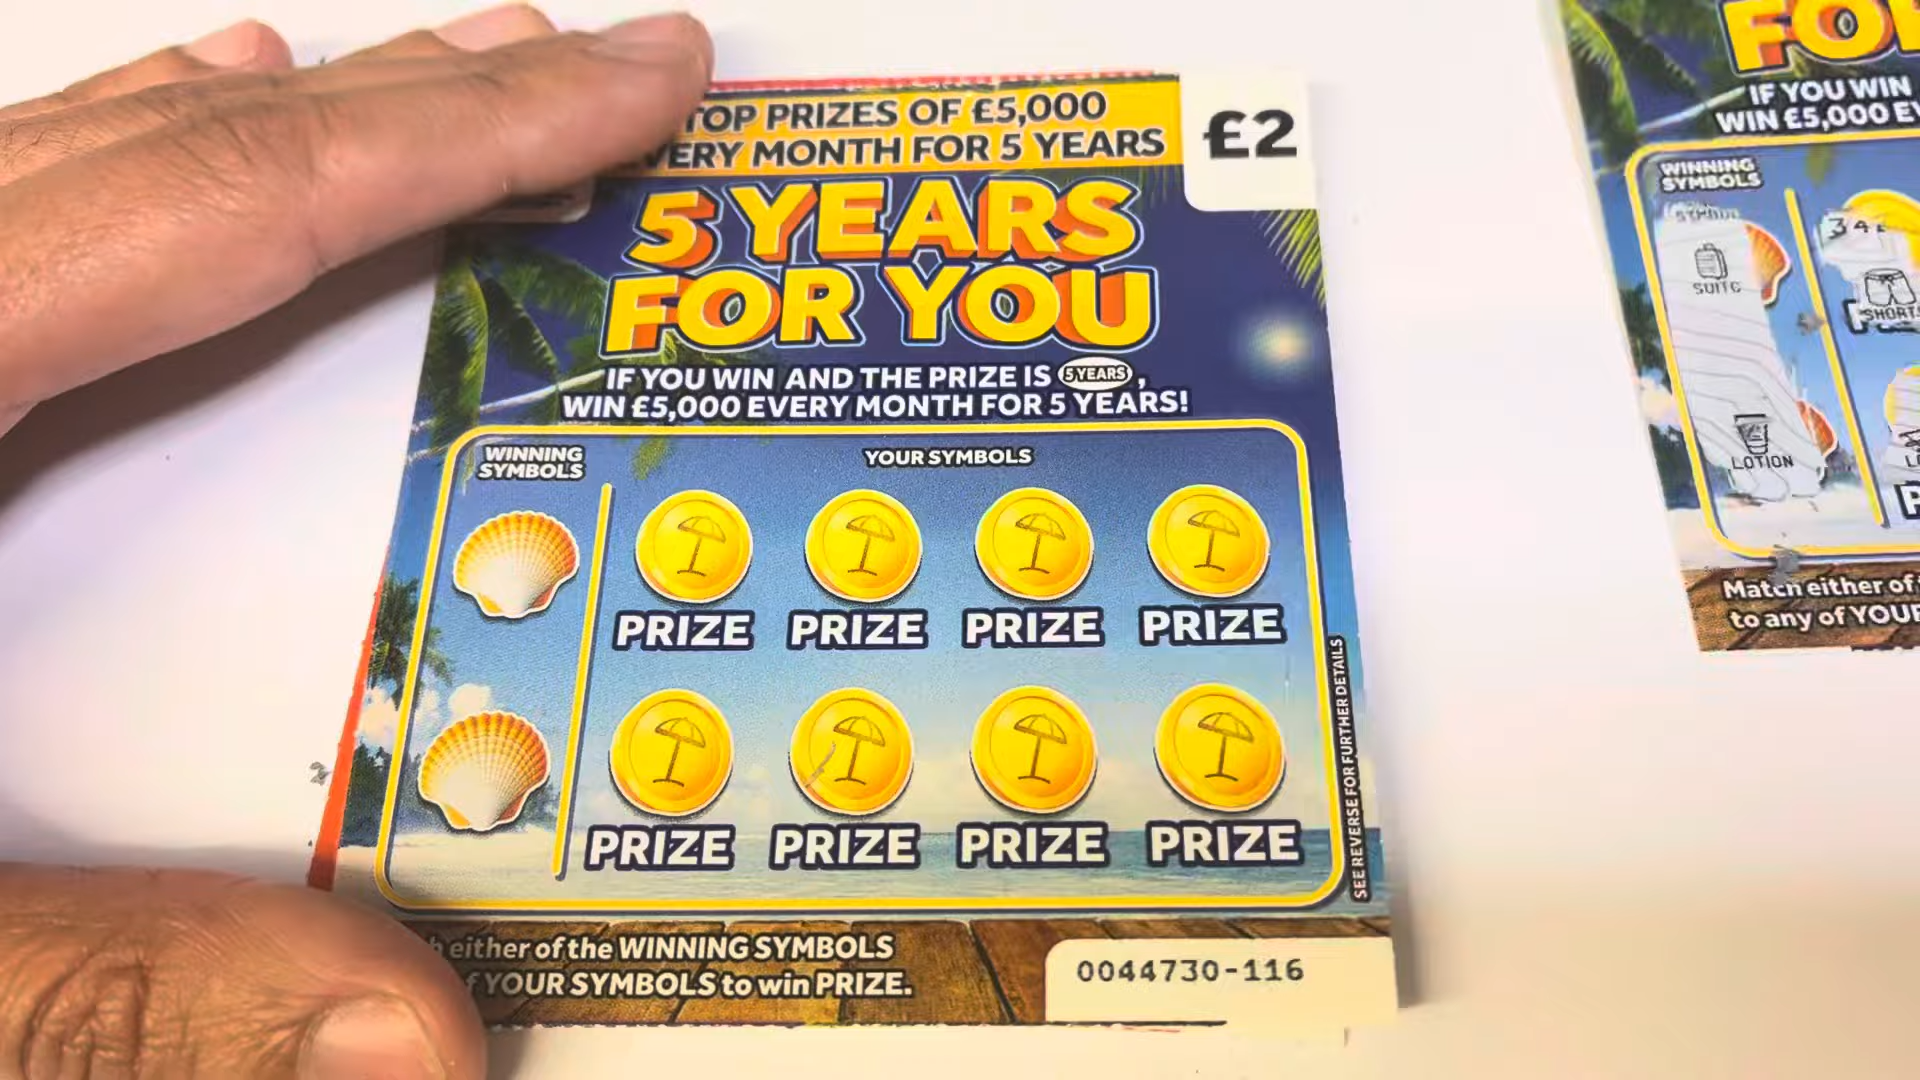 TOP PRIZES OF £5,000
EVERY MONTH FOR 5 YEARS
£2
5 YEARS
FOR YOU
IF YOU WIN AND THE PRIZE IS 5 YEARS,
WIN £5,000 EVERY MONTH FOR 5 YEARS!
WINNING
SYMBOLS
YOUR SYMBOLS
PRIZE PRIZE PRIZE PRIZE
PRIZE PRIZE PRIZE PRIZE
SEE REVERSE FOR FURTHER DETAILS
either of the WINNING SYMBOLS
YOUR SYMBOLS to win PRIZE.
0044730-116
IF YOU WIN
WIN £5,000
WINNING
SYMBOLS
SUITC
SHORT
LOTION
Match either of
to any of